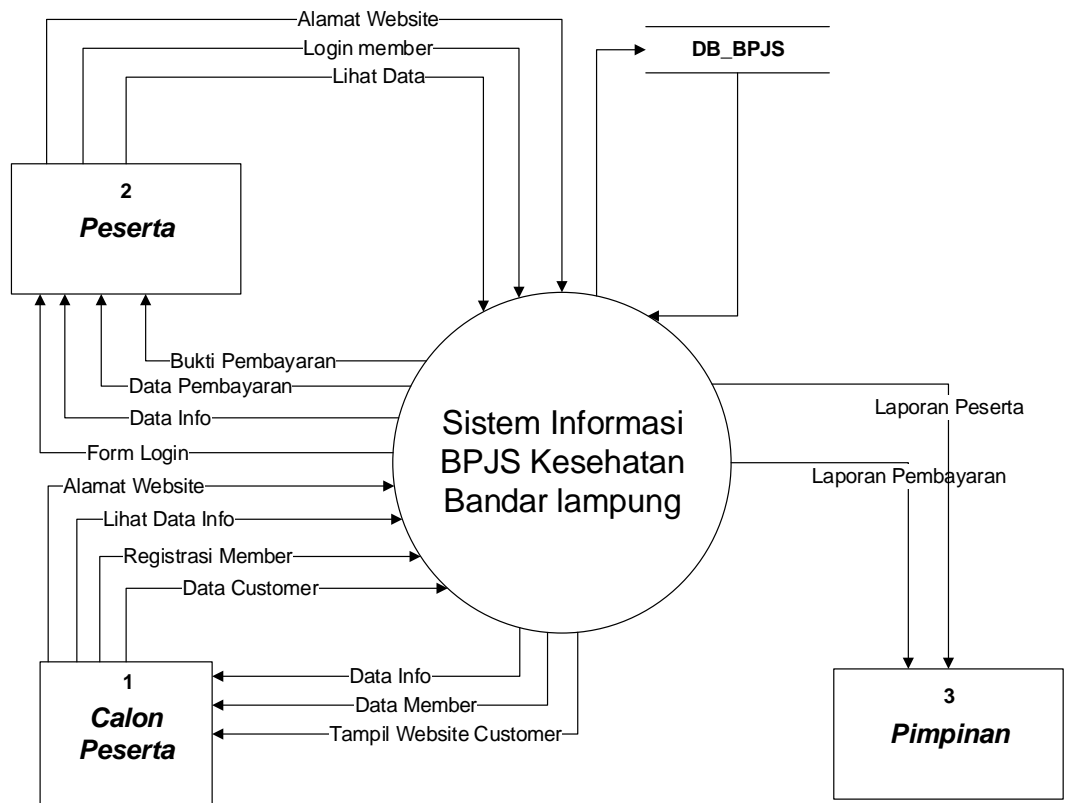 Alamat Website
Login member
Lihat Data
DB_BPJS
2
Peserta
Bukti Pembayaran
Data Pembayaran
Data Info
Form Login
Sistem Informasi
BPJS Kesehatan
Bandar lampung
Laporan Peserta
Laporan Pembayaran
Alamat Website
Lihat Data Info
Registrasi Member
Data Customer
1
Calon
Peserta
Data Info
Data Member
Tampil Website Customer
3
Pimpinan